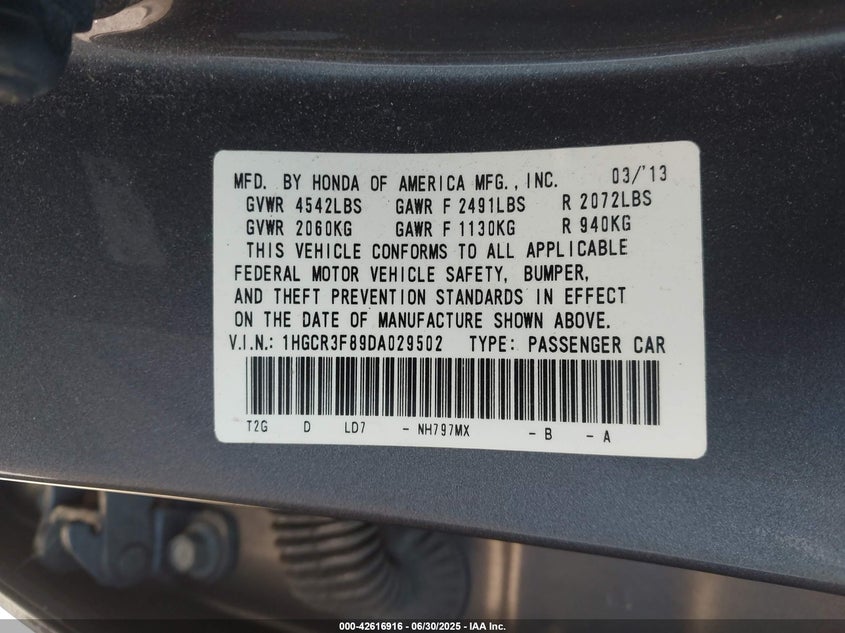 MFD. BY HONDA OF AMERICA MFG., INC. 03/'13
GVWR 4542LBS GAWR F 2491LBS R 2072LBS
GVWR 2060KG GAWR F 1130KG R 940KG
THIS VEHICLE CONFORMS TO ALL APPLICABLE
FEDERAL MOTOR VEHICLE SAFETY, BUMPER,
AND THEFT PREVENTION STANDARDS IN EFFECT
ON THE DATE OF MANUFACTURE SHOWN ABOVE.
V.I.N.: 1HGCR3F89DA029502 TYPE: PASSENGER CAR
T2G D LD7 - NH797MX - B - A
000-42616916 - 06/30/2025 - IAA Inc.